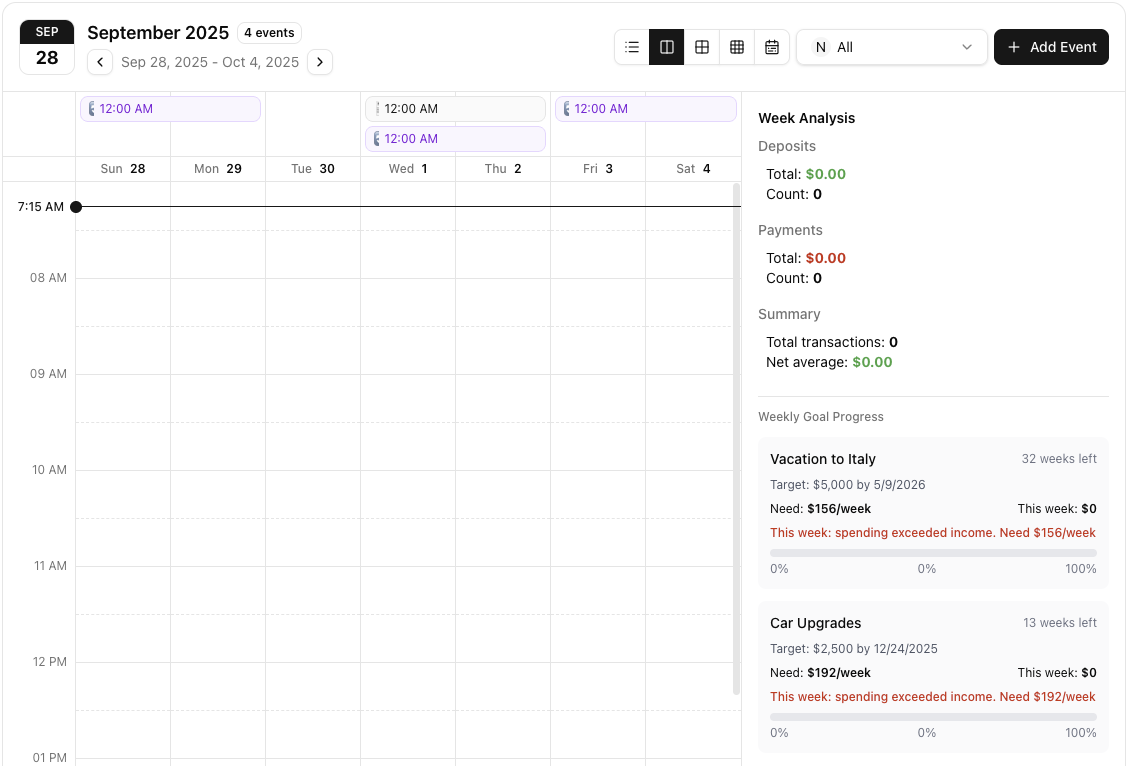 SEP
28
September 2025 4 events
Sep 28, 2025 - Oct 4, 2025
N All
Add Event
12:00 AM
12:00 AM
12:00 AM
12:00 AM
Sun 28 Mon 29 Tue 30 Wed 1 Thu 2 Fri 3 Sat 4
7:15 AM
08 AM
09 AM
10 AM
11 AM
12 PM
01 PM
Week Analysis
Deposits
Total: $0.00
Count: 0
Payments
Total: $0.00
Count: 0
Summary
Total transactions: 0
Net average: $0.00
Weekly Goal Progress
Vacation to Italy 32 weeks left
Target: $5,000 by 5/9/2026
Need: $156/week This week: $0
This week: spending exceeded income. Need $156/week
0% 0% 100%
Car Upgrades 13 weeks left
Target: $2,500 by 12/24/2025
Need: $192/week This week: $0
This week: spending exceeded income. Need $192/week
0% 0% 100%